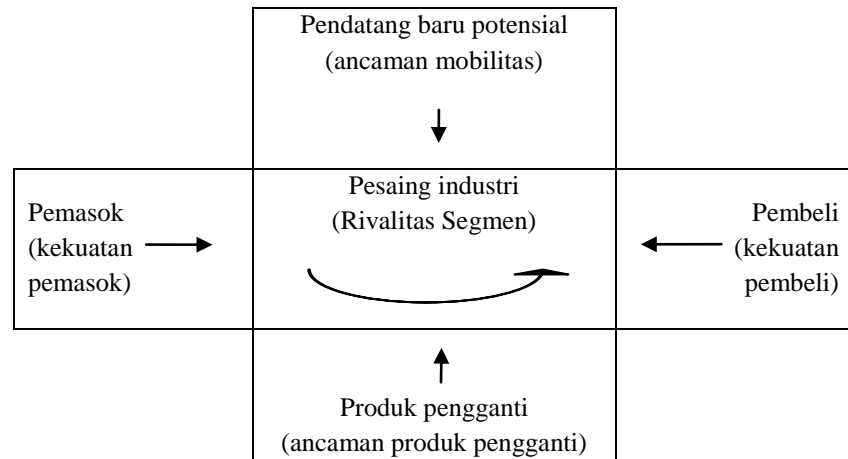 Pendatang baru potensial
(ancaman mobilitas)
Pesaing industri
(Rivalitas Segmen)
Pemasok
(kekuatan
pemasok)
Pembeli
(kekuatan
pembeli)
Produk pengganti
(ancaman produk pengganti)